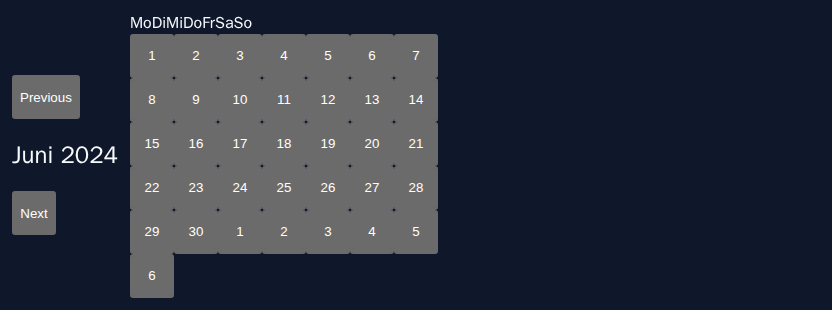 MoDiMiDoFrSaSo
1 2 3 4 5 6 7
8 9 10 11 12 13 14
Previous
15 16 17 18 19 20 21
Juni 2024
22 23 24 25 26 27 28
Next
29 30 1 2 3 4 5
6